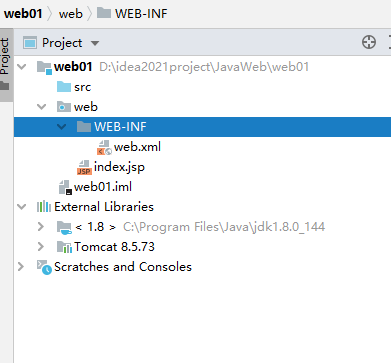 web01 web WEB-INF
Project
Project
web01 D:\idea2021project\JavaWeb\web01
src
web
WEB-INF
web.xml
JSP index.jsp
web01.iml
External Libraries
< 1.8 > C:\Program Files\Java\jdk1.8.0_144
Tomcat 8.5.73
Scratches and Consoles